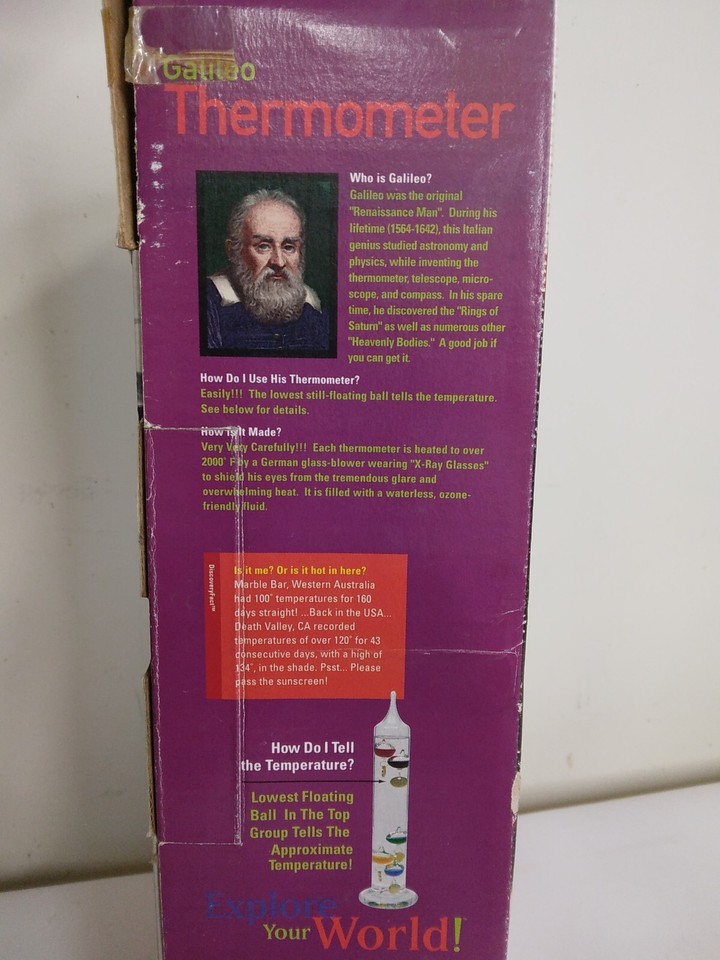 Galileo
Thermometer
Who is Galileo?
Galileo was the original
"Renaissance Man". During his
lifetime (1564-1642), this Italian
genius studied astronomy and
physics, while inventing the
thermometer, telescope, micro-
scope, and compass. In his spare
time, he discovered the "Rings of
Saturn" as well as numerous other
"Heavenly Bodies." A good job if
you can get it.
How Do I Use His Thermometer?
Easily!!! The lowest still-floating ball tells the temperature.
See below for details.
How is It Made?
Very Very Carefully!!! Each thermometer is heated to over
2000˚ F by a German glass-blower wearing "X-Ray Glasses"
to shield his eyes from the tremendous glare and
overwhelming heat. It is filled with a waterless, ozone-
friendly fluid.
DiscoveryFact™
Is it me? Or is it hot in here?
Marble Bar, Western Australia
had 100˚ temperatures for 160
days straight! ...Back in the USA...
Death Valley, CA recorded
temperatures of over 120˚ for 43
consecutive days, with a high of
134˚, in the shade. Psst... Please
pass the sunscreen!
How Do I Tell
the Temperature?
Lowest Floating
Ball In The Top
Group Tells The
Approximate
Temperature!
Explore
Your World!